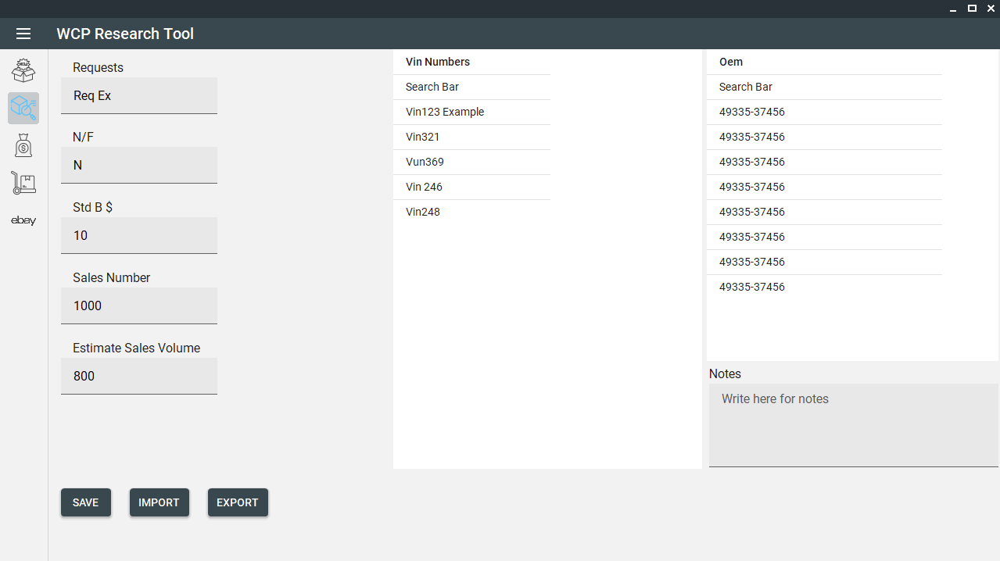 WCP Research Tool
NEW
ebay
Requests
Req Ex
N/F
N
Std B $
10
Sales Number
1000
Estimate Sales Volume
800
Vin Numbers
Search Bar
Vin123 Example
Vin321
Vun369
Vin 246
Vin248
Oem
Search Bar
49335-37456
49335-37456
49335-37456
49335-37456
49335-37456
49335-37456
49335-37456
49335-37456
Notes
Write here for notes
SAVE IMPORT EXPORT